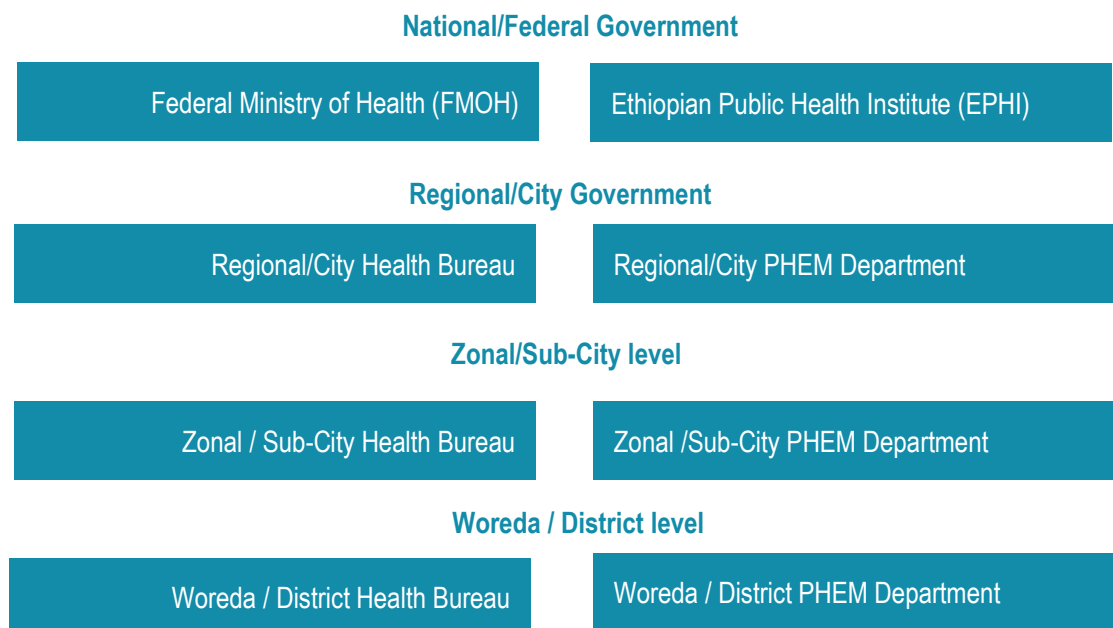 National/Federal Government
Federal Ministry of Health (FMOH)
Ethiopian Public Health Institute (EPHI)
Regional/City Government
Regional/City Health Bureau
Regional/City PHEM Department
Zonal/Sub-City level
Zonal / Sub-City Health Bureau
Zonal /Sub-City PHEM Department
Woreda / District level
Woreda / District Health Bureau
Woreda / District PHEM Department